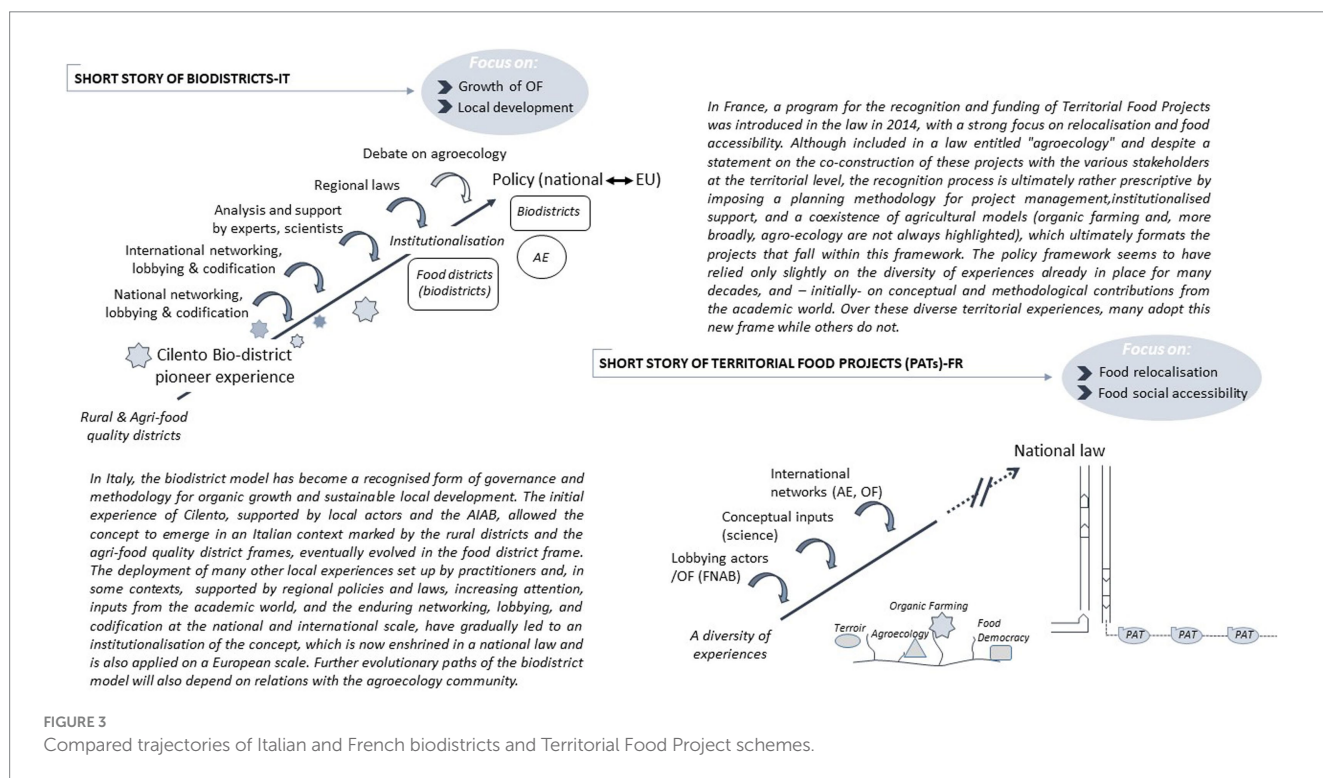 SHORT STORY OF BIODISTRICTS-IT
Focus on:
Growth of OF
Local development
Debate on agroecology
Policy (national EU)
Regional laws
Biodistricts
Analysis and support
by experts, scientists
Institutionalisation
AE
International networking,
lobbying & codification
Food districts
(biodistricts)
National networking,
lobbying & codification
Cilento Bio-district
pioneer experience
Rural & Agri-food
quality districts
In Italy, the biodistrict model has become a recognised form of governance and
methodology for organic growth and sustainable local development. The initial
experience of Cilento, supported by local actors and the AIAB, allowed the
concept to emerge in an Italian context marked by the rural districts and the
agri-food quality district frames, eventually evolved in the food district frame.
The deployment of many other local experiences set up by practitioners and, in
some contexts, supported by regional policies and laws, increasing attention,
inputs from the academic world, and the enduring networking, lobbying, and
codification at the national and international scale, have gradually led to an
institutionalisation of the concept, which is now enshrined in a national law and
is also applied on a European scale. Further evolutionary paths of the biodistrict
model will also depend on relations with the agroecology community.
In France, a program for the recognition and funding of Territorial Food Projects
was introduced in the law in 2014, with a strong focus on relocalisation and food
accessibility. Although included in a law entitled "agroecology" and despite a
statement on the co-construction of these projects with the various stakeholders
at the territorial level, the recognition process is ultimately rather prescriptive by
imposing a planning methodology for project management,institutionalised
support, and a coexistence of agricultural models (organic farming and, more
broadly, agro-ecology are not always highlighted), which ultimately formats the
projects that fall within this framework. The policy framework seems to have
relied only slightly on the diversity of experiences already in place for many
decades, and – initially- on conceptual and methodological contributions from
the academic world. Over these diverse territorial experiences, many adopt this
new frame while others do not.
SHORT STORY OF TERRITORIAL FOOD PROJECTS (PATs)-FR
Focus on:
Food relocalisation
Food social accessibility
National law
International
networks (AE, OF)
Conceptual inputs
(science)
Lobbying actors
/OF (FNAB)
A diversity of
experiences
Terroir
Agroecology
Organic Farming
Food
Democracy
PAT
PAT
PAT
FIGURE 3
Compared trajectories of Italian and French biodistricts and Territorial Food Project schemes.